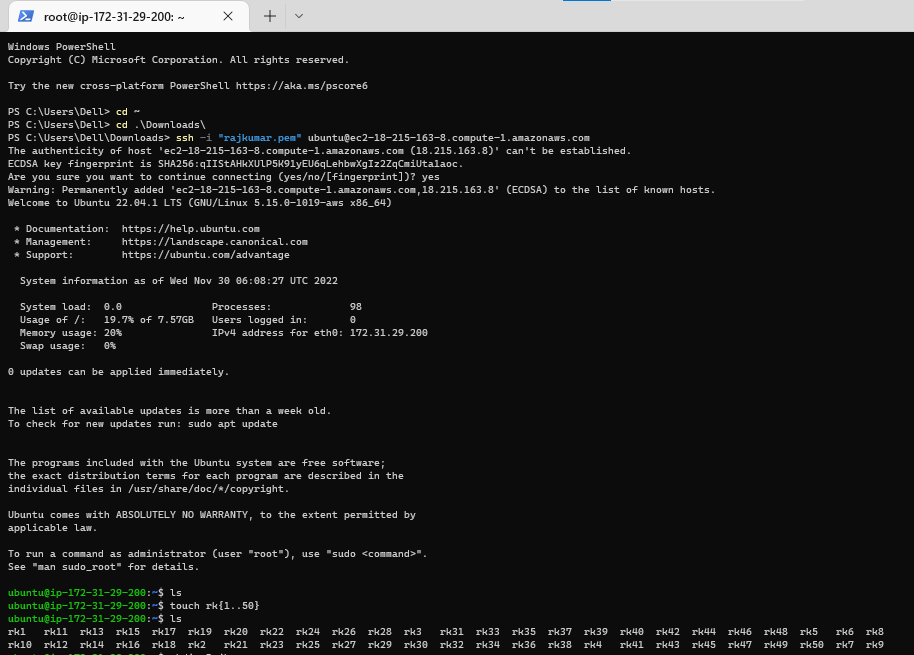 root@ip-172-31-29-200: ~
Windows PowerShell
Copyright (C) Microsoft Corporation. All rights reserved.
Try the new cross-platform PowerShell https://aka.ms/pscore6
PS C:\Users\Dell> cd ~
PS C:\Users\Dell> cd .\Downloads\
PS C:\Users\Dell\Downloads> ssh -i "rajkumar.pem" ubuntu@ec2-18-215-163-8.compute-1.amazonaws.com
The authenticity of host 'ec2-18-215-163-8.compute-1.amazonaws.com (18.215.163.8)' can't be established.
ECDSA key fingerprint is SHA256:qIIStAHkXUlP5K91yEU6qLehbwXgIz2ZqCmiUta1aoc.
Are you sure you want to continue connecting (yes/no/[fingerprint])? yes
Warning: Permanently added 'ec2-18-215-163-8.compute-1.amazonaws.com,18.215.163.8' (ECDSA) to the list of known hosts.
Welcome to Ubuntu 22.04.1 LTS (GNU/Linux 5.15.0-1019-aws x86_64)
* Documentation:  https://help.ubuntu.com
* Management:     https://landscape.canonical.com
* Support:        https://ubuntu.com/advantage
System information as of Wed Nov 30 06:08:27 UTC 2022
System load:  0.0               Processes:             98
Usage of /:   19.7% of 7.57GB   Users logged in:       0
Memory usage: 20%               IPv4 address for eth0: 172.31.29.200
Swap usage:   0%
0 updates can be applied immediately.
The list of available updates is more than a week old.
To check for new updates run: sudo apt update
The programs included with the Ubuntu system are free software;
the exact distribution terms for each program are described in the
individual files in /usr/share/doc/*/copyright.
Ubuntu comes with ABSOLUTELY NO WARRANTY, to the extent permitted by
applicable law.
To run a command as administrator (user "root"), use "sudo <command>".
See "man sudo_root" for details.
ubuntu@ip-172-31-29-200:~$ ls
ubuntu@ip-172-31-29-200:~$ touch rk{1..50}
ubuntu@ip-172-31-29-200:~$ ls
rk1   rk11  rk13  rk15  rk17  rk19  rk20  rk22  rk24  rk26  rk28  rk3   rk31  rk33  rk35  rk37  rk39  rk40  rk42  rk44  rk46  rk48  rk5   rk6  rk8
rk10  rk12  rk14  rk16  rk18  rk2   rk21  rk23  rk25  rk27  rk29  rk30  rk32  rk34  rk36  rk38  rk4   rk41  rk43  rk45  rk47  rk49  rk50  rk7  rk9